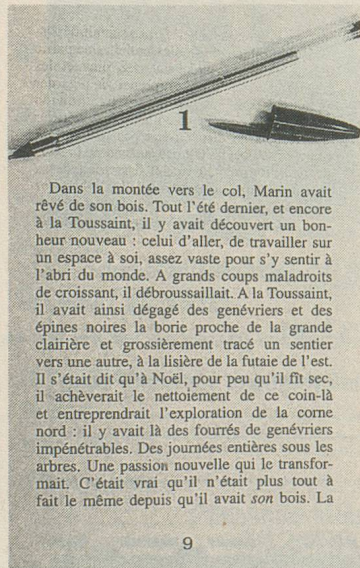 1
Dans la montée vers le col, Marin avait
rêvé de son bois. Tout l'été dernier, et encore
à la Toussaint, il y avait découvert un bon-
heur nouveau : celui d'aller, de travailler sur
un espace à soi, assez vaste pour s'y sentir à
l'abri du monde. A grands coups maladroits
de croissant, il débroussaillait. A la Toussaint,
il avait ainsi dégagé des genévriers et des
épines noires la borie proche de la grande
clairière et grossièrement tracé un sentier
vers une autre, à la lisière de la futaie de l'est.
Il s'était dit qu'à Noël, pour peu qu'il fît sec,
il achèverait le nettoiement de ce coin-là
et entreprendrait l'exploration de la corne
nord : il y avait là des fourrés de genévriers
impénétrables. Des journées entières sous les
arbres. Une passion nouvelle qui le transfor-
mait. C'était vrai qu'il n'était plus tout à
fait le même depuis qu'il avait son bois. La
9